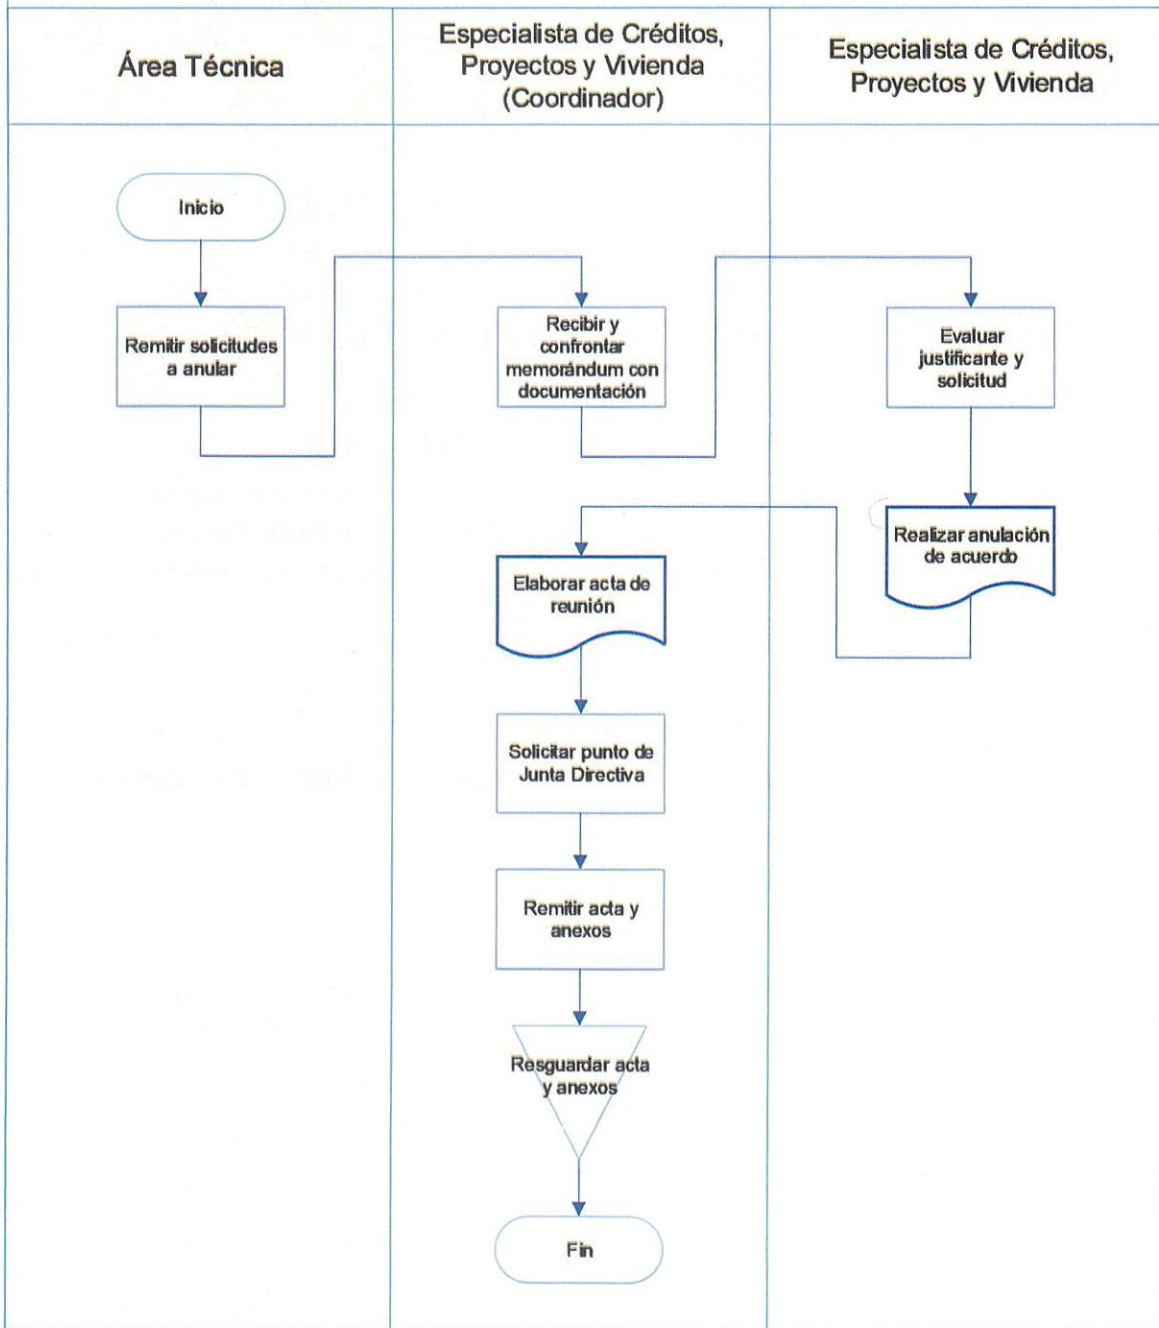 Área Técnica
Especialista de Créditos,
Proyectos y Vivienda
(Coordinador)
Especialista de Créditos,
Proyectos y Vivienda
Inicio
Remitir solicitudes
a anular
Recibir y
confrontar
memorándum con
documentación
Evaluar
justificante y
solicitud
Realizar anulación
de acuerdo
Elaborar acta de
reunión
Solicitar punto de
Junta Directiva
Remitir acta y
anexos
Resguardar acta
y anexos
Fin